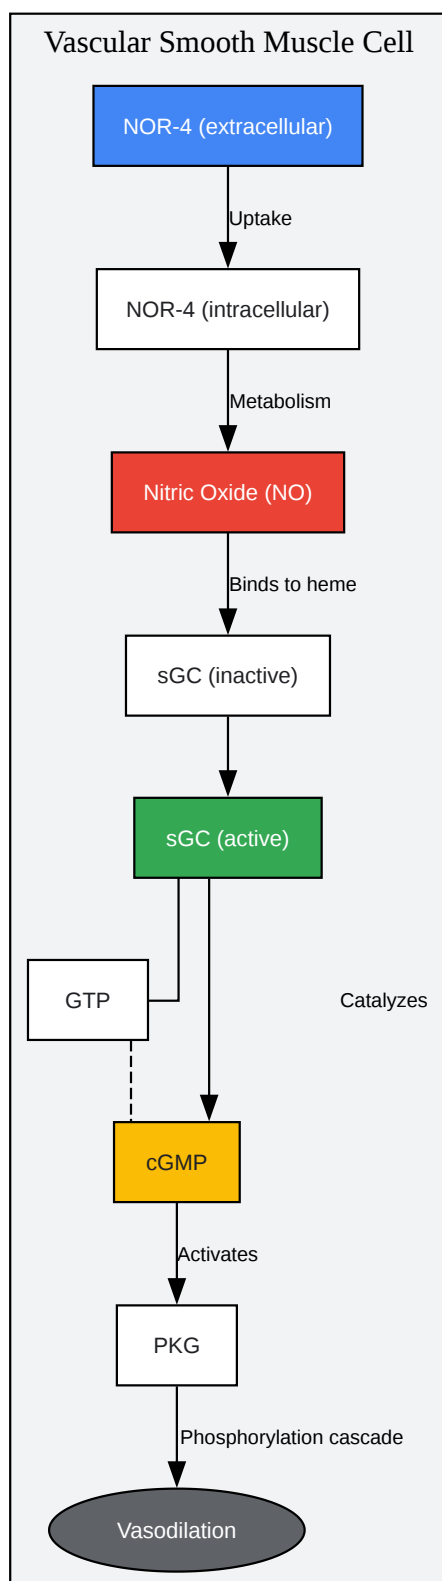 Vascular Smooth Muscle Cell
NOR-4 (extracellular)
Uptake
NOR-4 (intracellular)
Metabolism
Nitric Oxide (NO)
Binds to heme
sGC (inactive)
sGC (active)
GTP
Catalyzes
cGMP
Activates
PKG
Phosphorylation cascade
Vasodilation